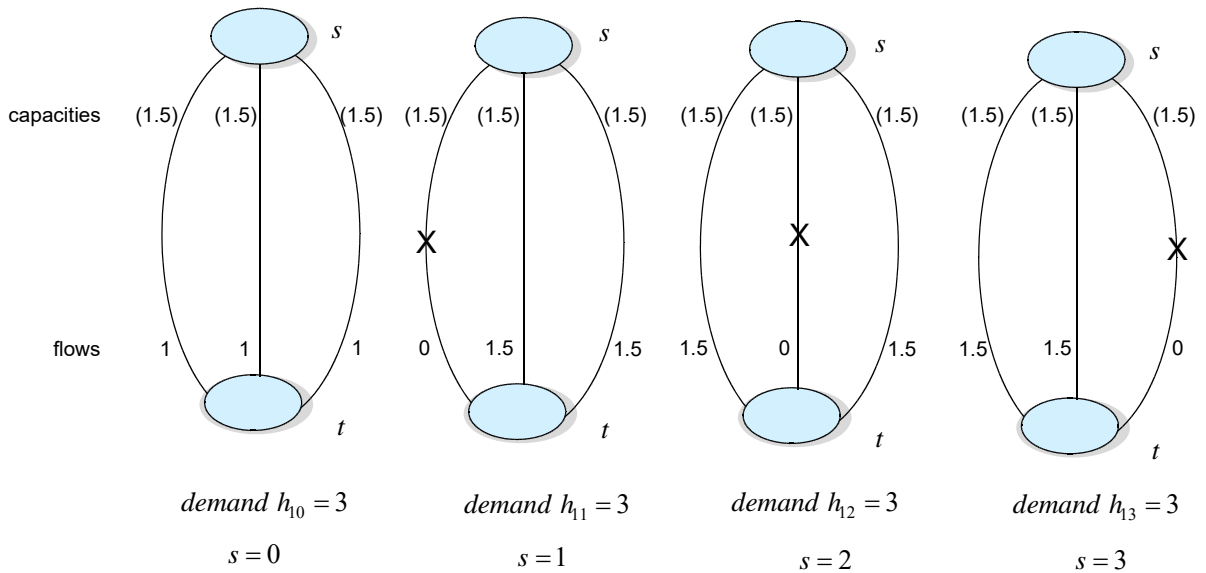 s s s s
capacities (1.5) (1.5) (1.5) (1.5) (1.5) (1.5) (1.5) (1.5) (1.5) (1.5) (1.5) (1.5)
X X X X
flows 1 1 1 0 1.5 1.5 1.5 0 1.5 1.5 1.5 0
t t t t
demand h10 = 3 demand h11 = 3 demand h12 = 3 demand h13 = 3
s = 0 s = 1 s = 2 s = 3